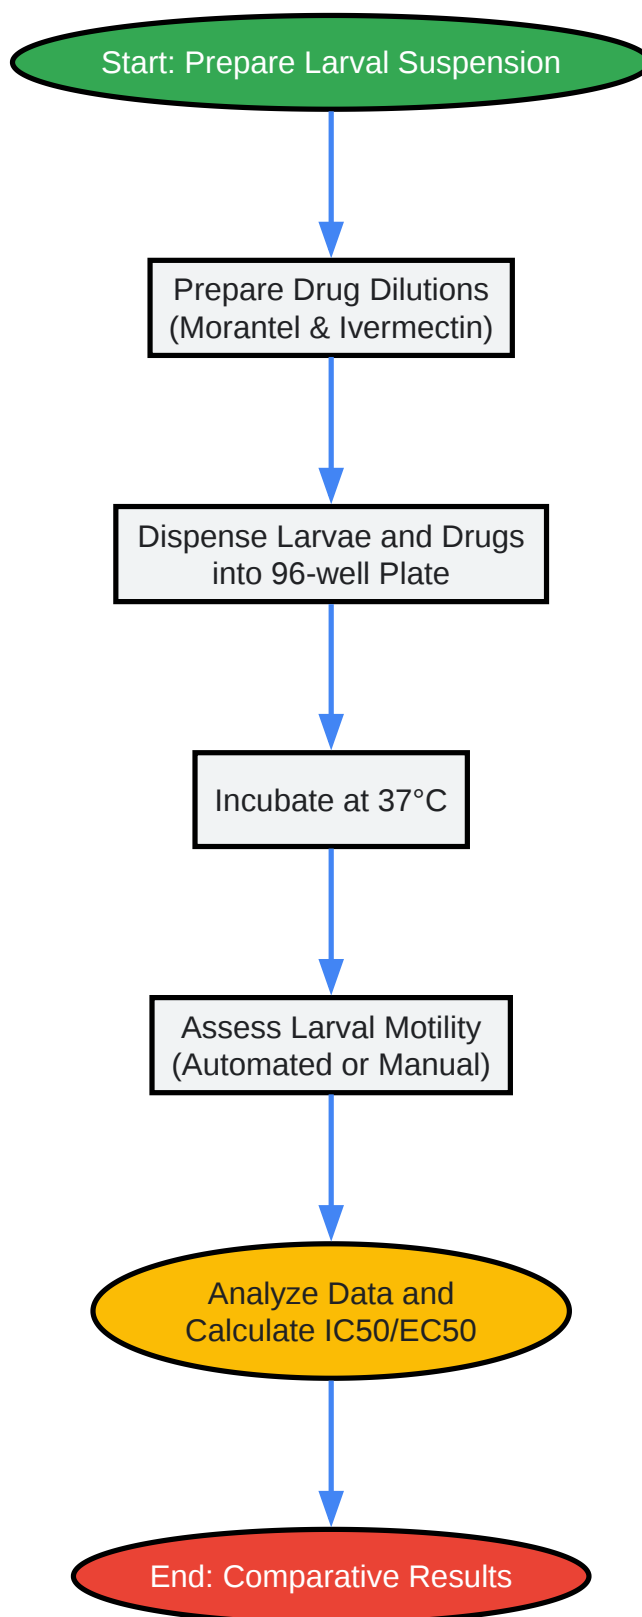 Start: Prepare Larval Suspension
Prepare Drug Dilutions
(Morantel & Ivermectin)
Dispense Larvae and Drugs
into 96-well Plate
Incubate at 37°C
Assess Larval Motility
(Automated or Manual)
Analyze Data and
Calculate IC50/EC50
End: Comparative Results